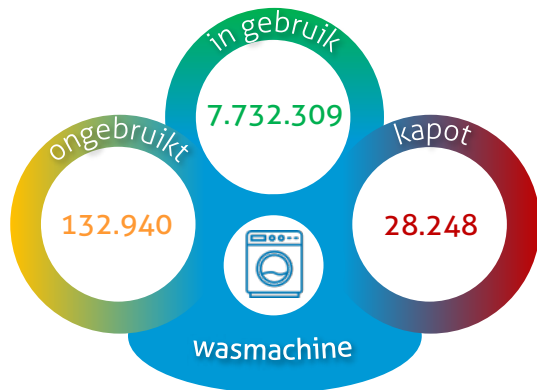 in gebruik
7.732.309
ongebruikt
132.940
kapot
28.248
wasmachine